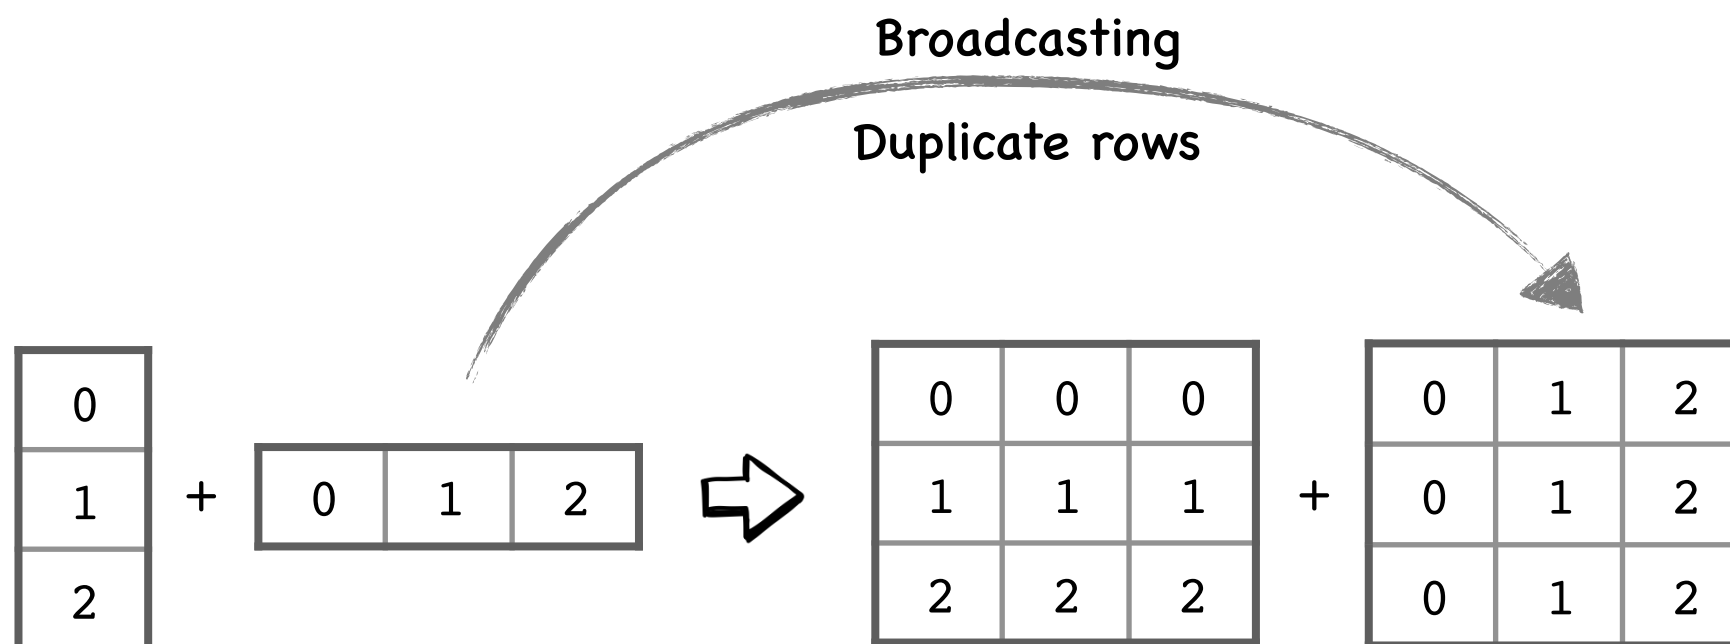 Broadcasting
Duplicate rows
0 0 0 0 0 1 2
1 + 0 1 2 1 1 1 + 0 1 2
2 2 2 2 0 1 2